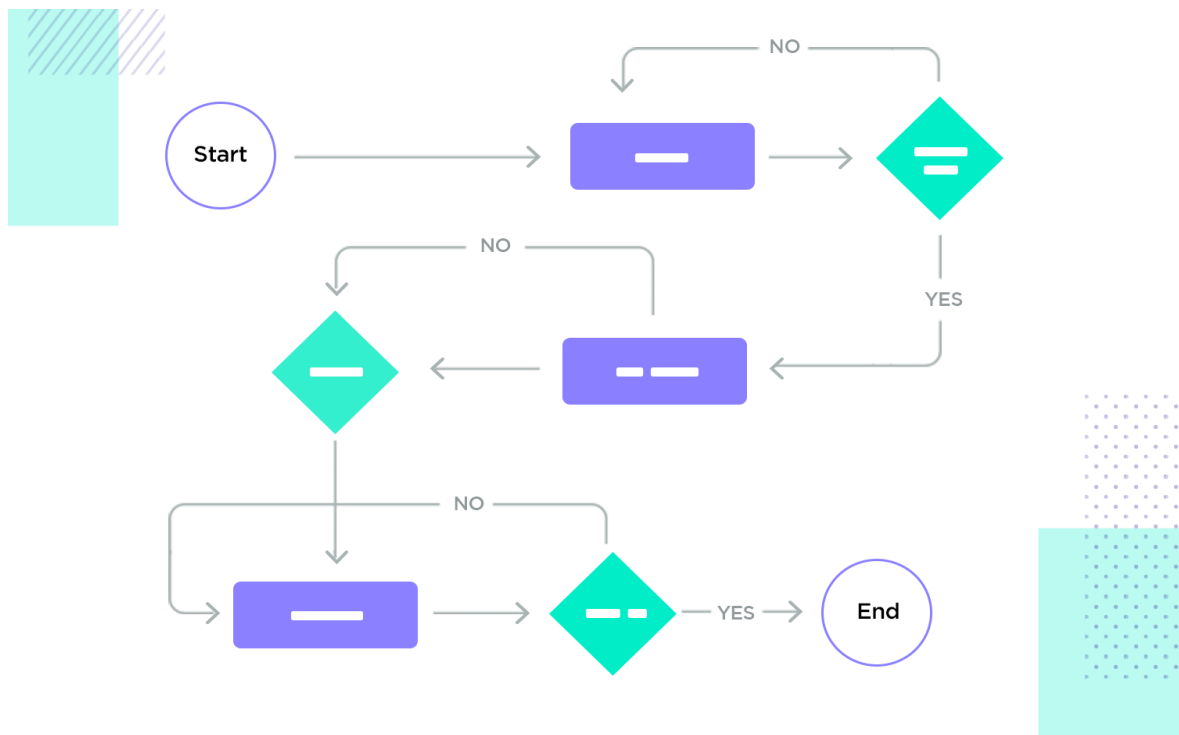 NO
Start
NO
YES
NO
YES
End